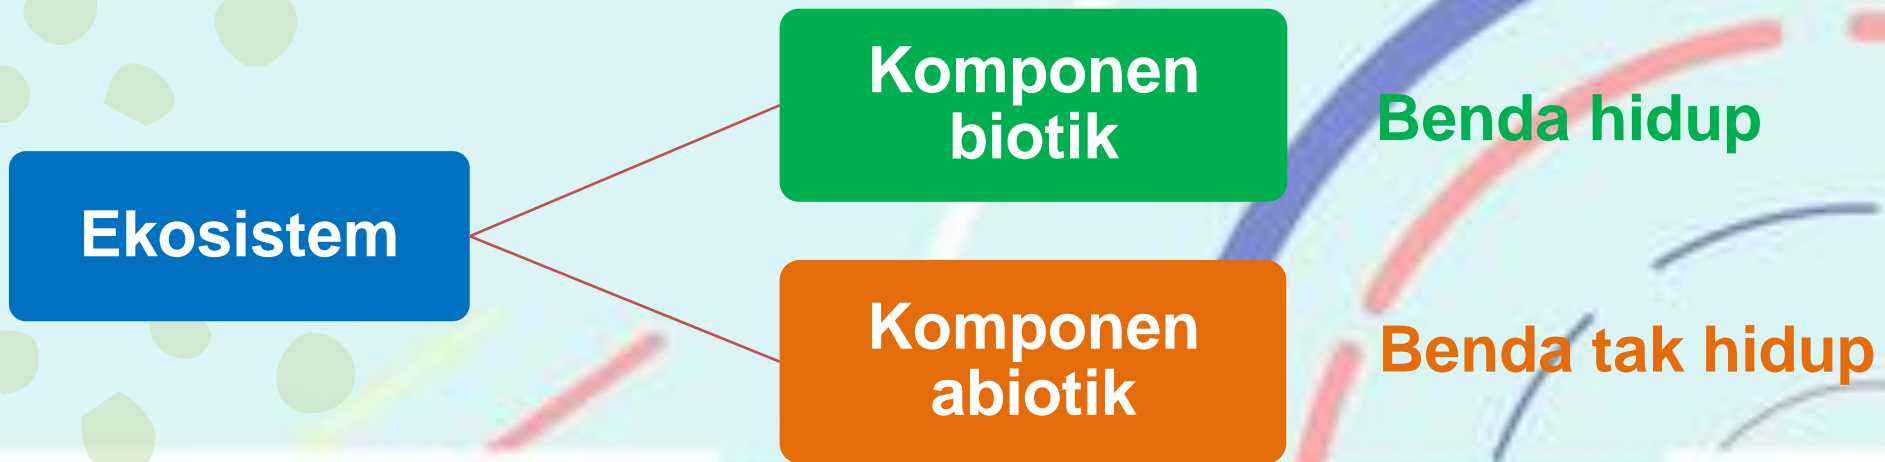 Ekosistem
Komponen
biotik
Benda hidup
Komponen
abiotik
Benda tak hidup